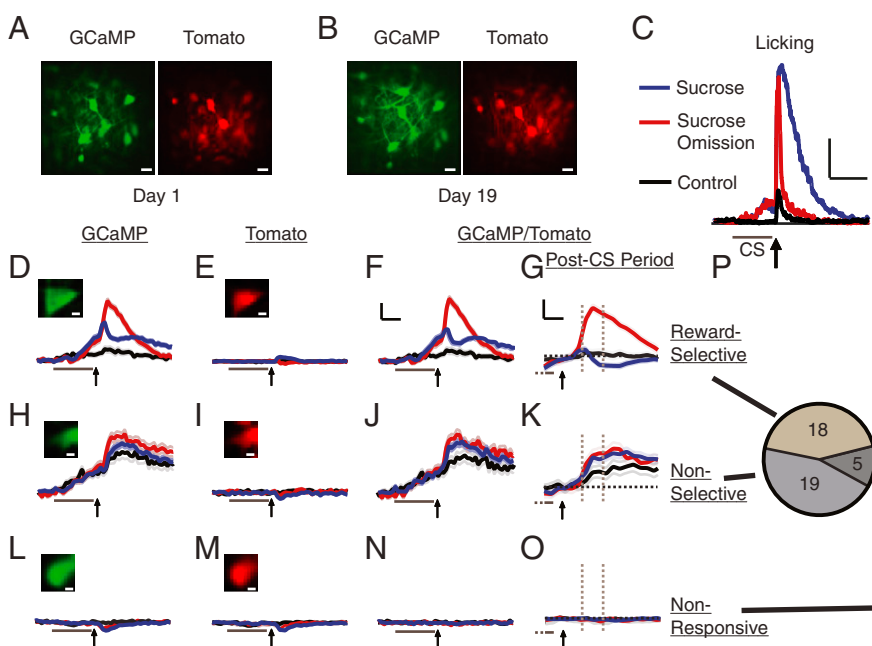 A
GCaMP
Tomato
Day 1
B
GCaMP
Tomato
Day 19
C
Licking
Sucrose
Sucrose
Omission
Control
CS
GCaMP
Tomato
GCaMP/Tomato
D
E
F
G
Post-CS Period
P
Reward-
Selective
H
I
J
K
Non-
Selective
18
5
19
L
M
N
O
Non-
Responsive